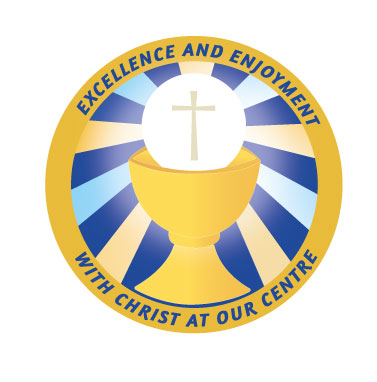 EXCELLENCE AND ENJOYMENT
WITH CHRIST AT OUR CENTRE